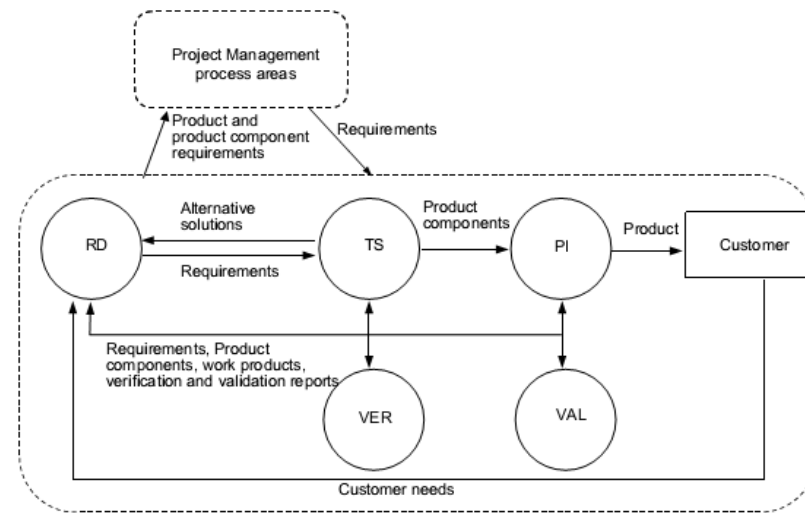 Project Management
process areas
Product and
product component
requirements
Requirements
RD
Alternative
solutions
Requirements
TS
Product
components
PI
Product
Customer
Requirements, Product
components, work products,
verification and validation reports
VER
VAL
Customer needs